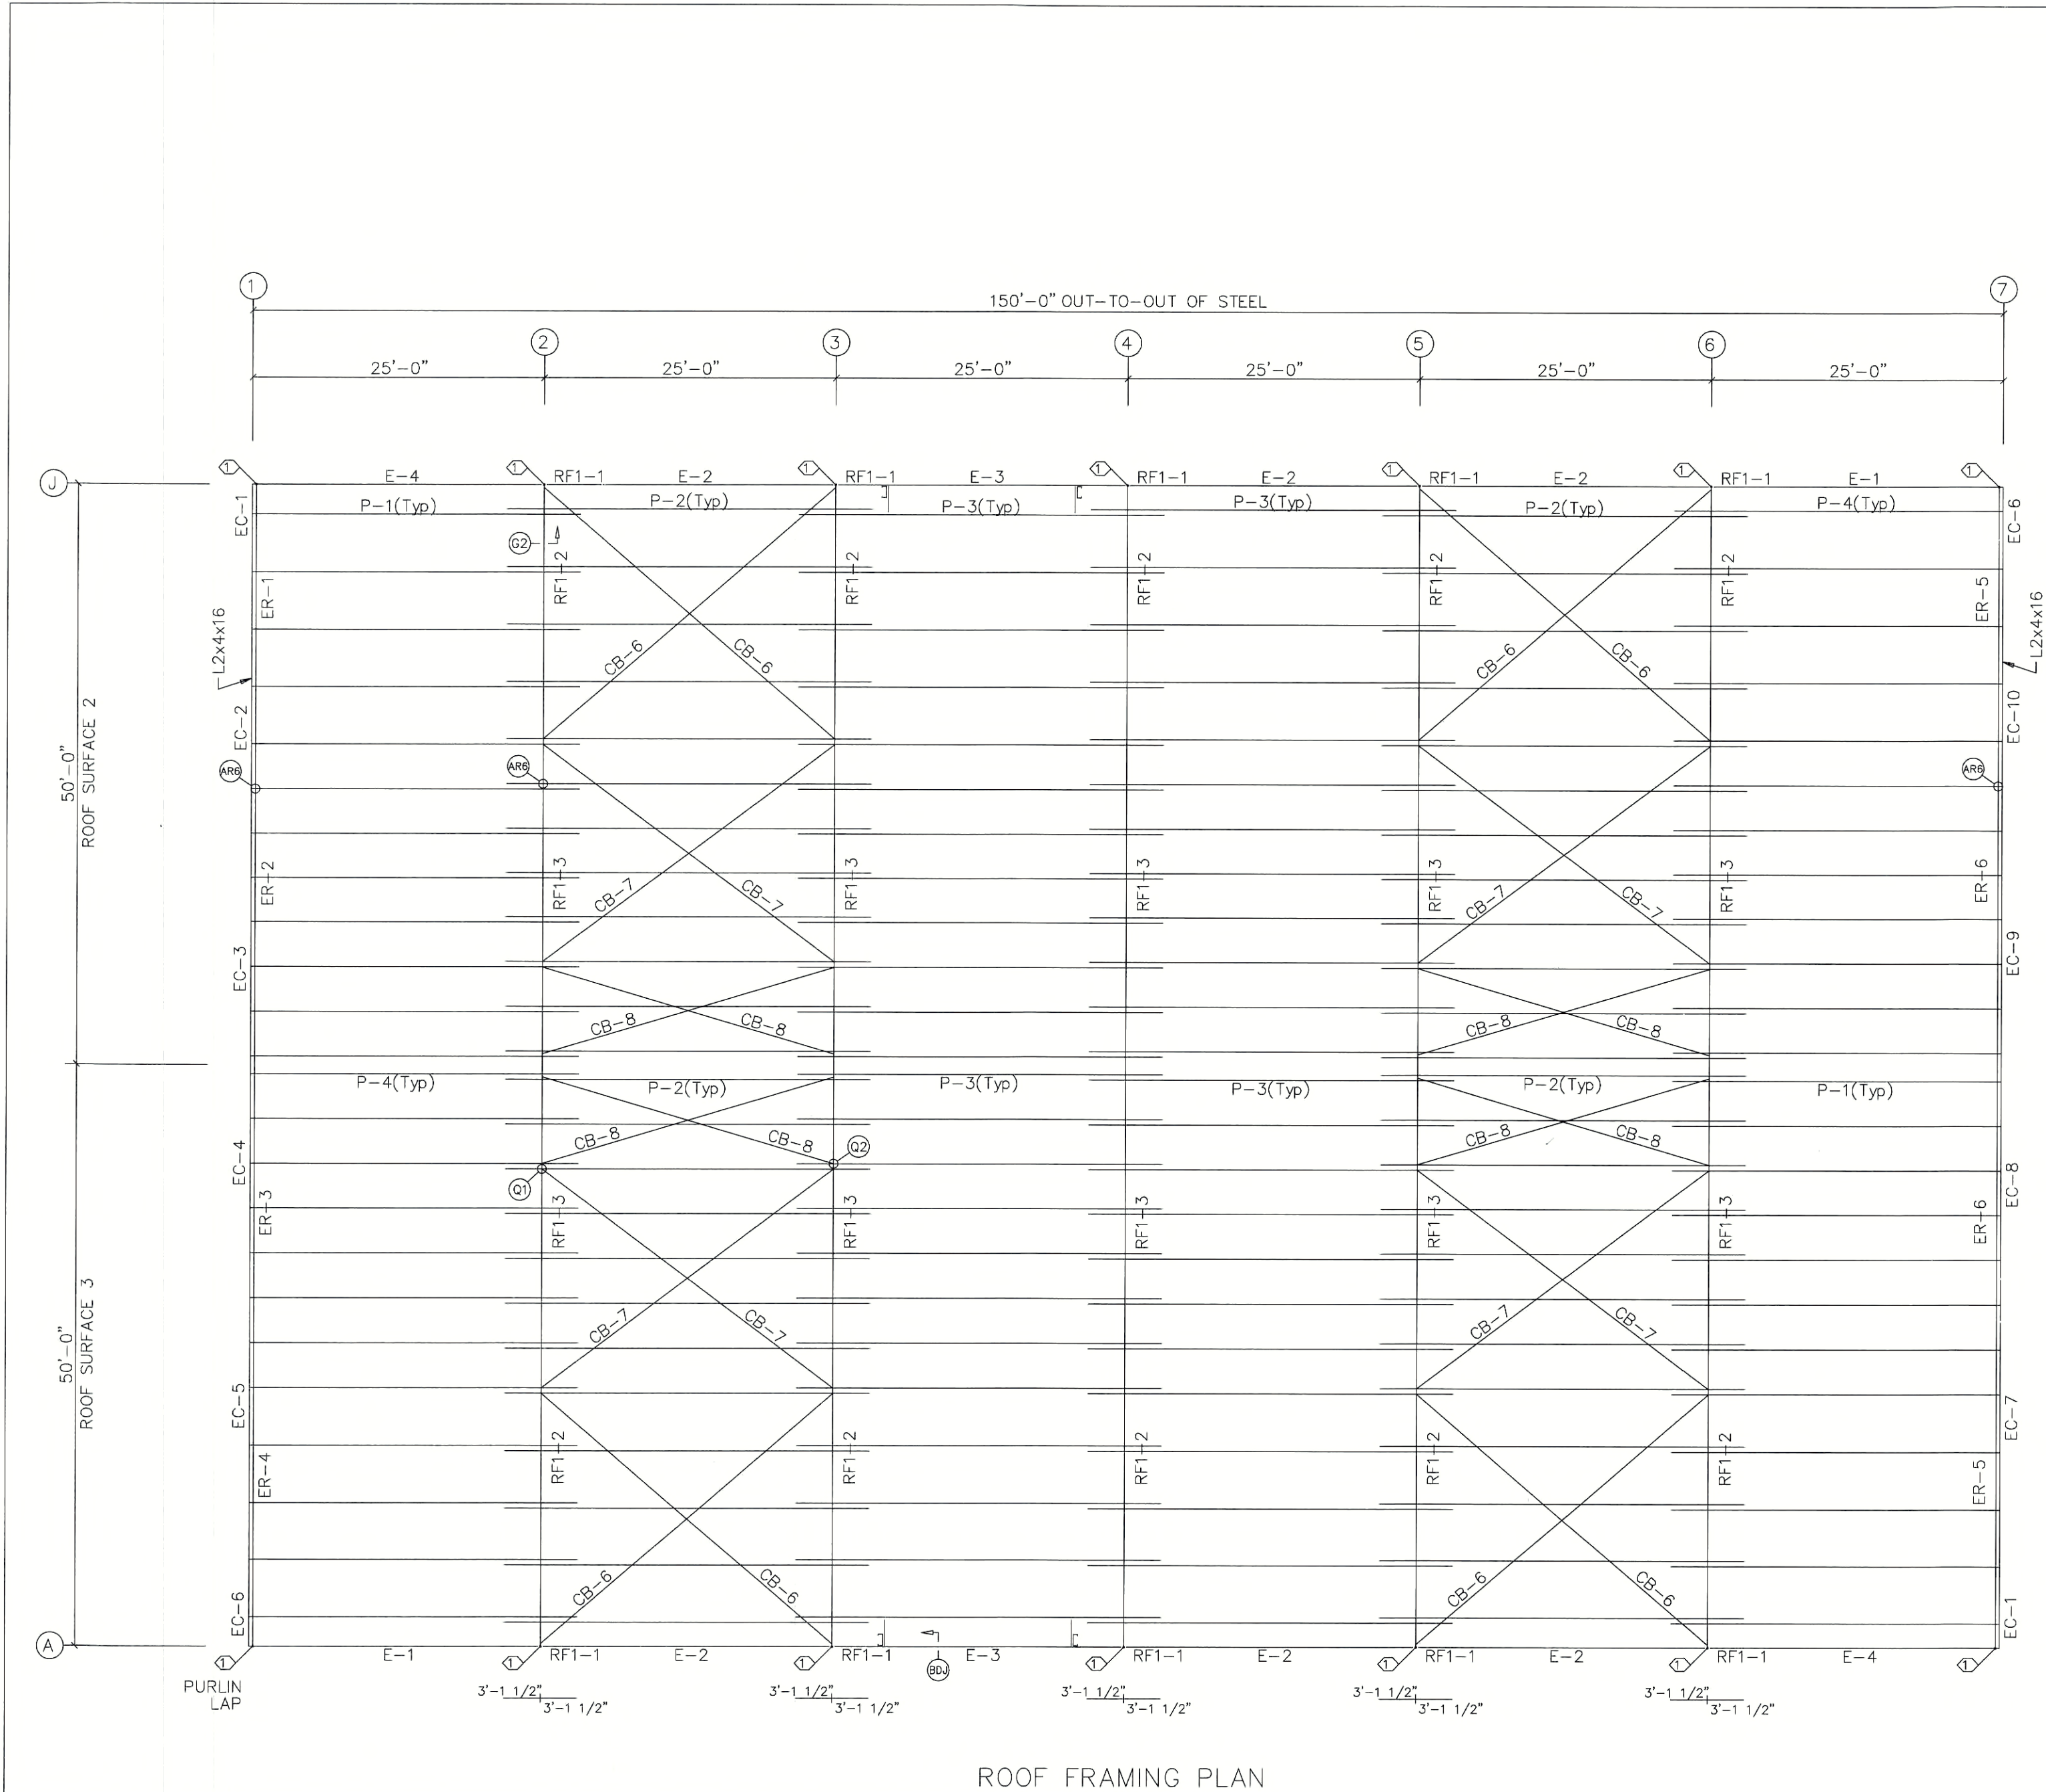 1
7
150'-0" OUT-TO-OUT OF STEEL
2
3
4
5
6
25'-0"
25'-0"
25'-0"
25'-0"
25'-0"
25'-0"
J
1
E-4
1
RF1-1
E-2
1
RF1-1
E-3
1
RF1-1
E-2
1
RF1-1
E-2
1
RF1-1
E-1
1
EC-1
P-1(Typ)
P-2(Typ)
P-3(Typ)
P-3(Typ)
P-2(Typ)
P-4(Typ)
EC-6
G2
ER-1
RF1-2
RF1-2
RF1-2
RF1-2
RF1-2
ER-5
L2x4x16
L2x4x16
CB-6
CB-6
CB-6
CB-6
EC-2
EC-10
50'-0"
ROOF SURFACE 2
AR6
AR6
AR6
ER-2
RF1-3
RF1-3
RF1-3
RF1-3
RF1-3
ER-6
CB-7
CB-7
CB-7
CB-7
EC-3
EC-9
CB-8
CB-8
CB-8
CB-8
P-4(Typ)
P-2(Typ)
P-3(Typ)
P-3(Typ)
P-2(Typ)
P-1(Typ)
CB-8
CB-8
CB-8
CB-8
Q2
Q1
EC-4
EC-8
ER-3
RF1-3
RF1-3
RF1-3
RF1-3
RF1-3
ER-6
50'-0"
ROOF SURFACE 3
CB-7
CB-7
CB-7
CB-7
EC-5
EC-7
ER-4
RF1-2
RF1-2
RF1-2
RF1-2
RF1-2
ER-5
CB-6
CB-6
CB-6
CB-6
EC-6
EC-1
A
1
E-1
1
RF1-1
E-2
1
RF1-1
BDJ
E-3
1
RF1-1
E-2
1
RF1-1
E-2
1
RF1-1
E-4
1
PURLIN
LAP
3'-1 1/2"
3'-1 1/2"
3'-1 1/2"
3'-1 1/2"
3'-1 1/2"
3'-1 1/2"
3'-1 1/2"
3'-1 1/2"
3'-1 1/2"
3'-1 1/2"
ROOF FRAMING PLAN